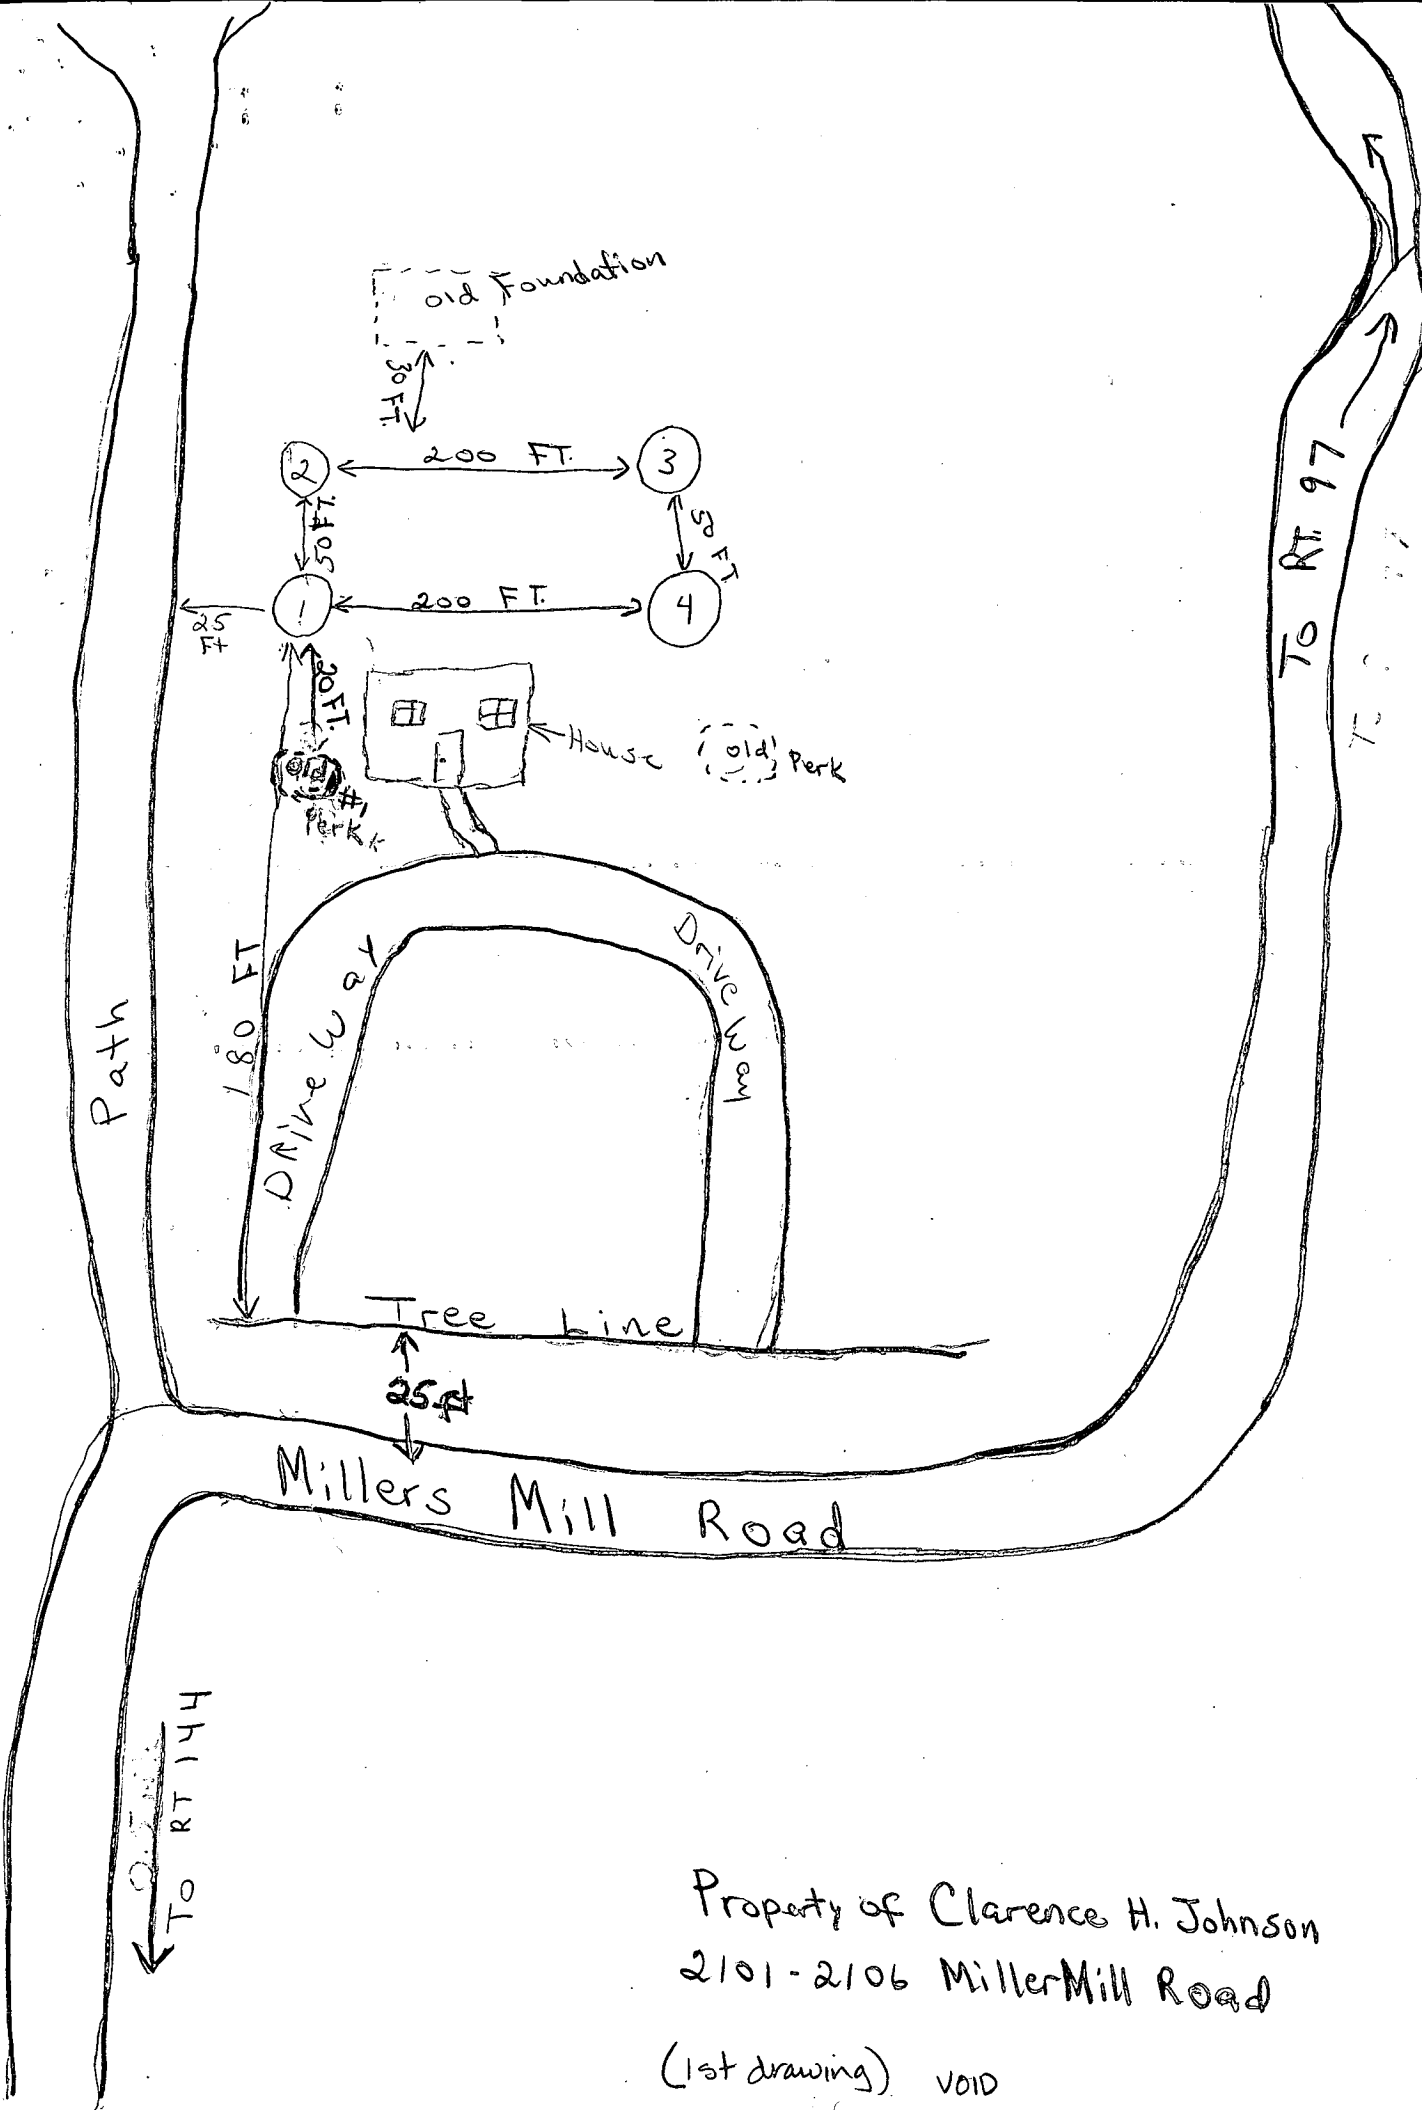 old Foundation
30 FT.
2
200 FT.
3
50 FT.
50 FT
1
200 FT.
4
25
Ft
20 FT.
House
old
Perk
old
#1
Perk
180 FT
Path
DRiveway
Drive way
Tree Line
25 ft
Millers Mill Road
TO RT. 97
TO RT 144
Property of Clarence H. Johnson
2101-2106 MillerMill Road
(1st drawing) VOID